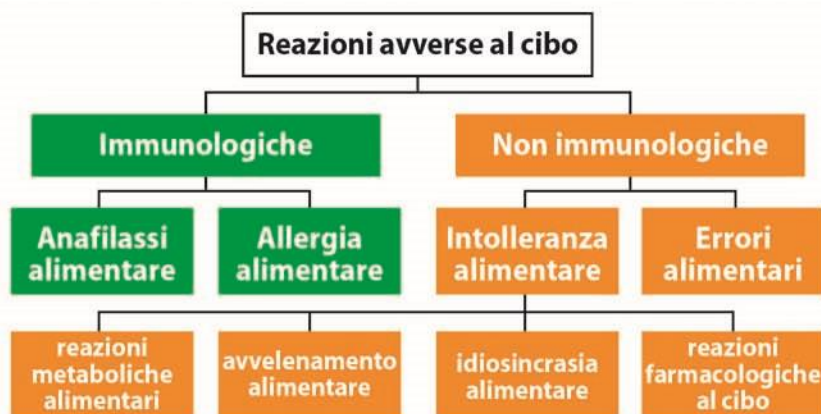 Reazioni avverse al cibo
Immunologiche
Non immunologiche
Anafilassi
alimentare
Allergia
alimentare
Intolleranza
alimentare
Errori
alimentari
reazioni
metaboliche
alimentari
avvelenamento
alimentare
idiosincrasia
alimentare
reazioni
farmacologiche
al cibo